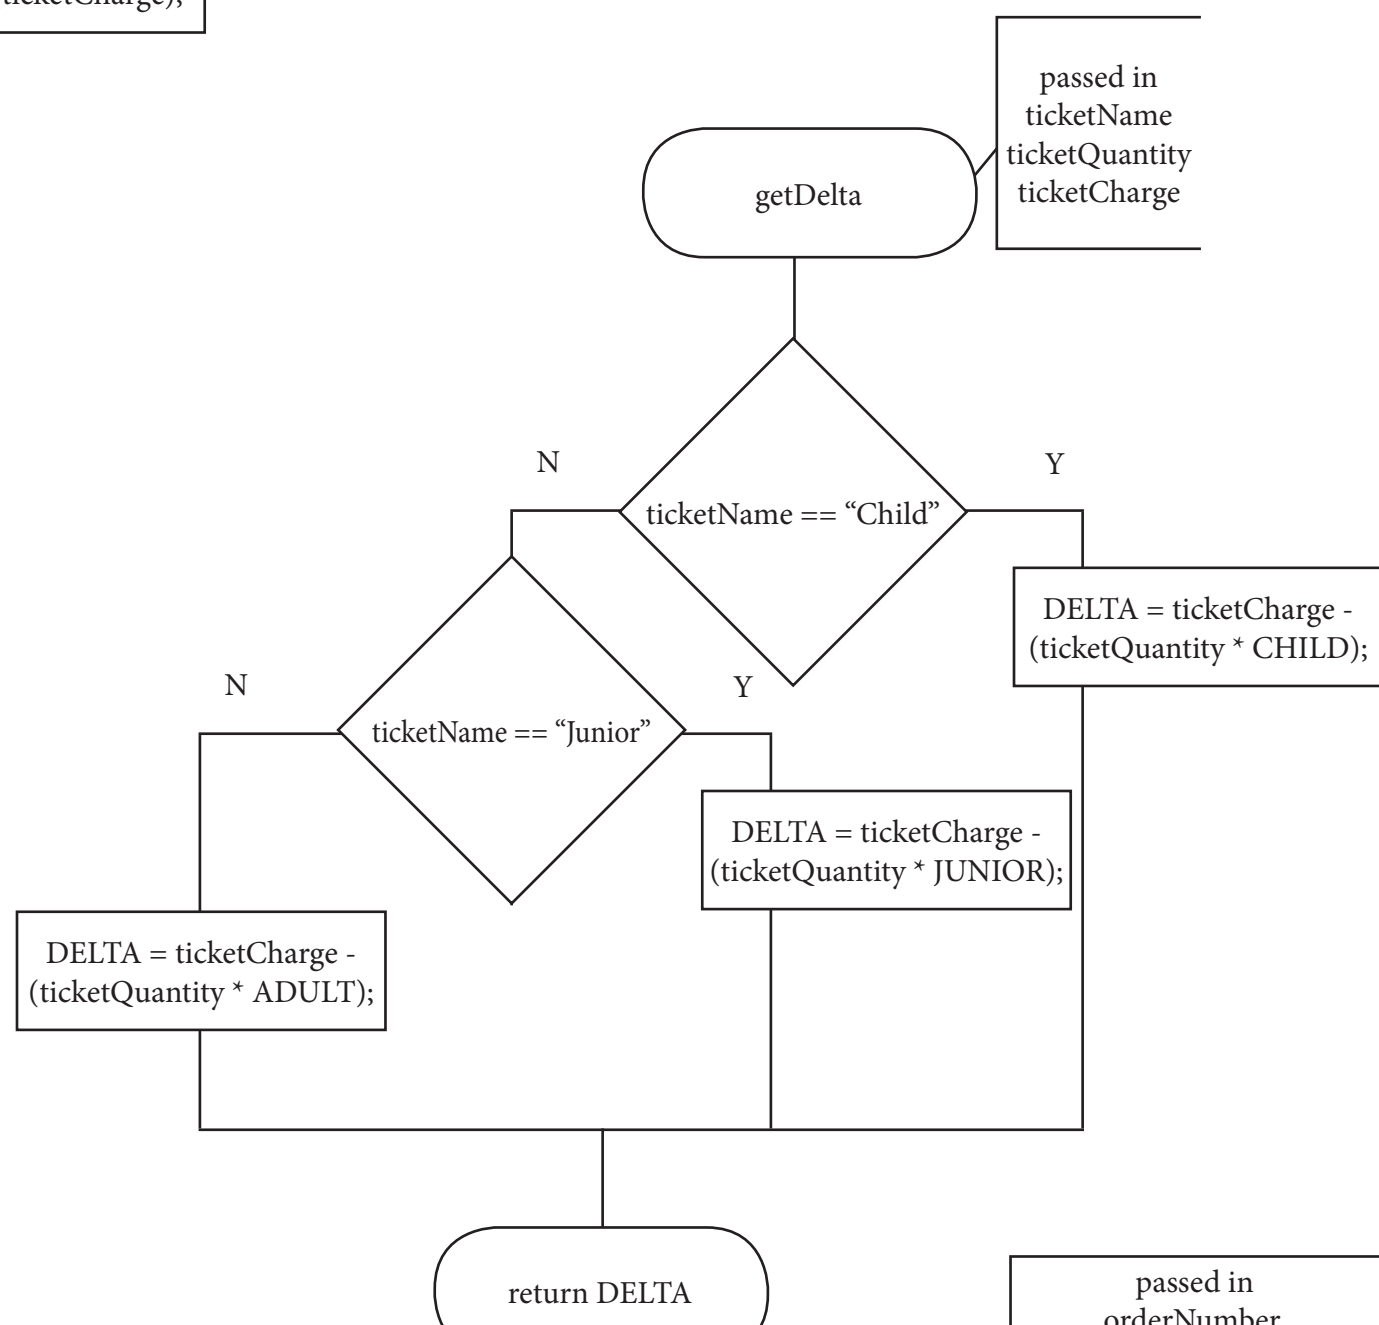 ticketCharge);
passed in
ticketName
ticketQuantity
ticketCharge
getDelta
N
Y
ticketName == “Child”
DELTA = ticketCharge -
(ticketQuantity * CHILD);
N
Y
ticketName == “Junior”
DELTA = ticketCharge -
(ticketQuantity * JUNIOR);
DELTA = ticketCharge -
(ticketQuantity * ADULT);
return DELTA
passed in
orderNumber